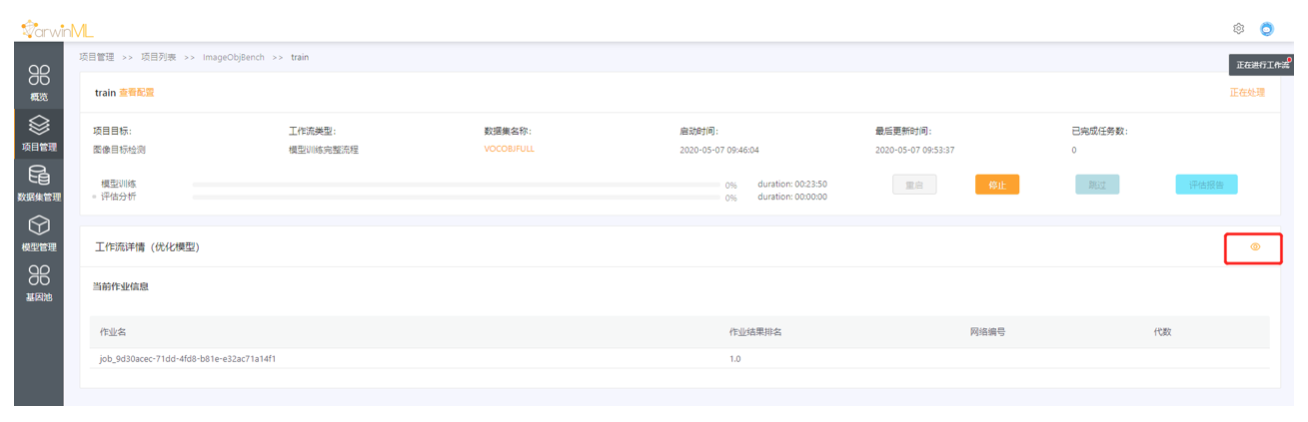 DarwinML
项目管理 >> 项目列表 >> ImageObjBench >> train
正在进行工作流
概览
项目管理
数据集管理
模型管理
基因池
train 查看配置
正在处理
项目目标: 工作流类型: 数据集名称: 启动时间: 最后更新时间: 已完成任务数:
图像目标检测 模型训练完整流程 VOCOBJFULL 2020-05-07 09:46:04 2020-05-07 09:53:37 0
模型训练 0% duration: 00:23:50
评估分析 0% duration: 00:00:00
重启 停止 跳过 评估报告
工作流详情（优化模型）
当前作业信息
作业名 作业结果排名 网络编号 代数
job_9d30acec-71dd-4fd8-b81e-e32ac71a14f1 1.0